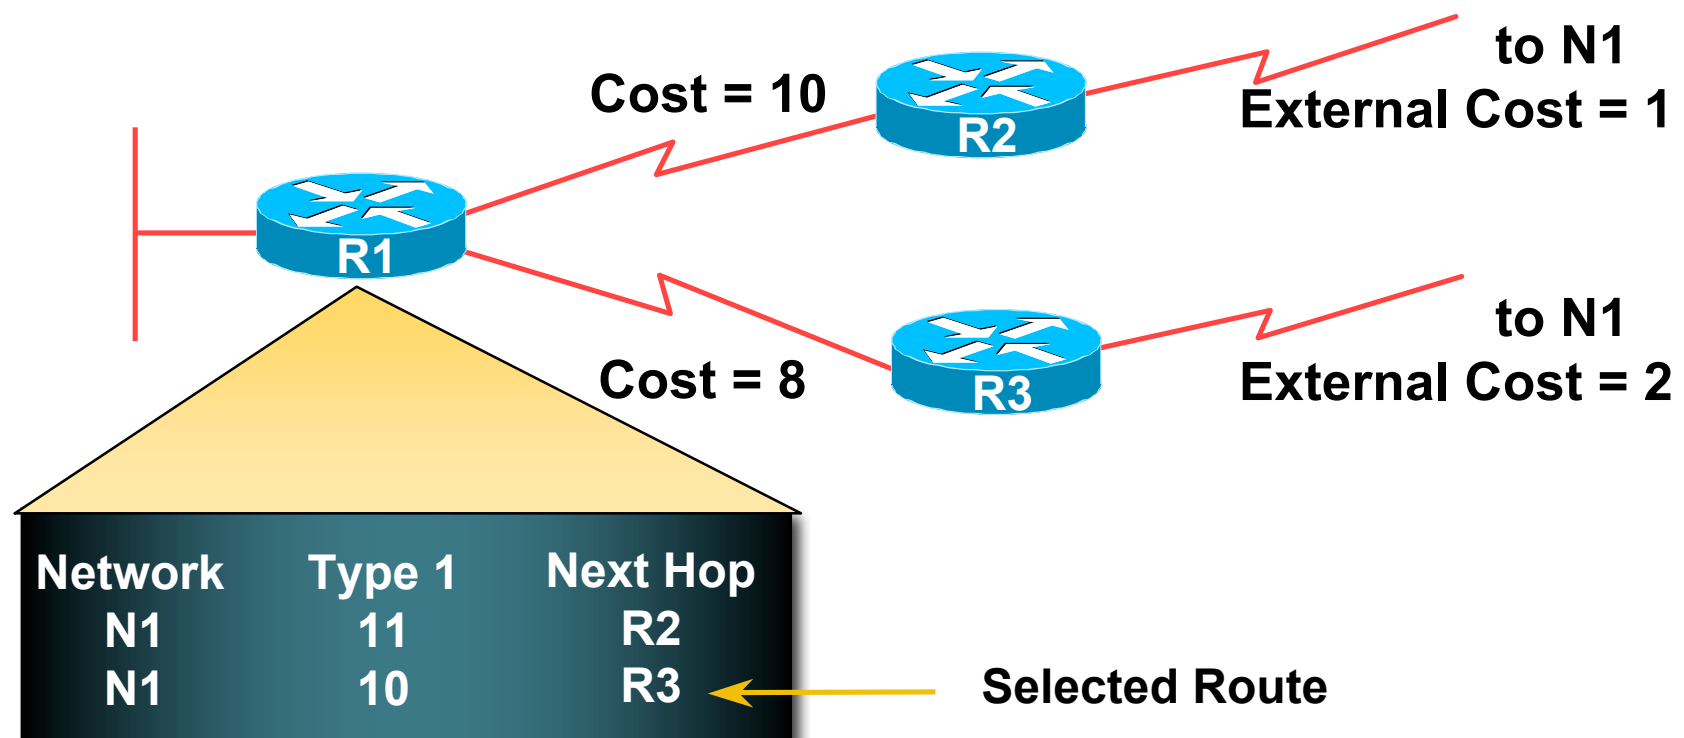 to N1
External Cost = 1
Cost = 10
R2
R1
to N1
External Cost = 2
Cost = 8
R3
Network Type 1 Next Hop
N1 11 R2
N1 10 R3
Selected Route